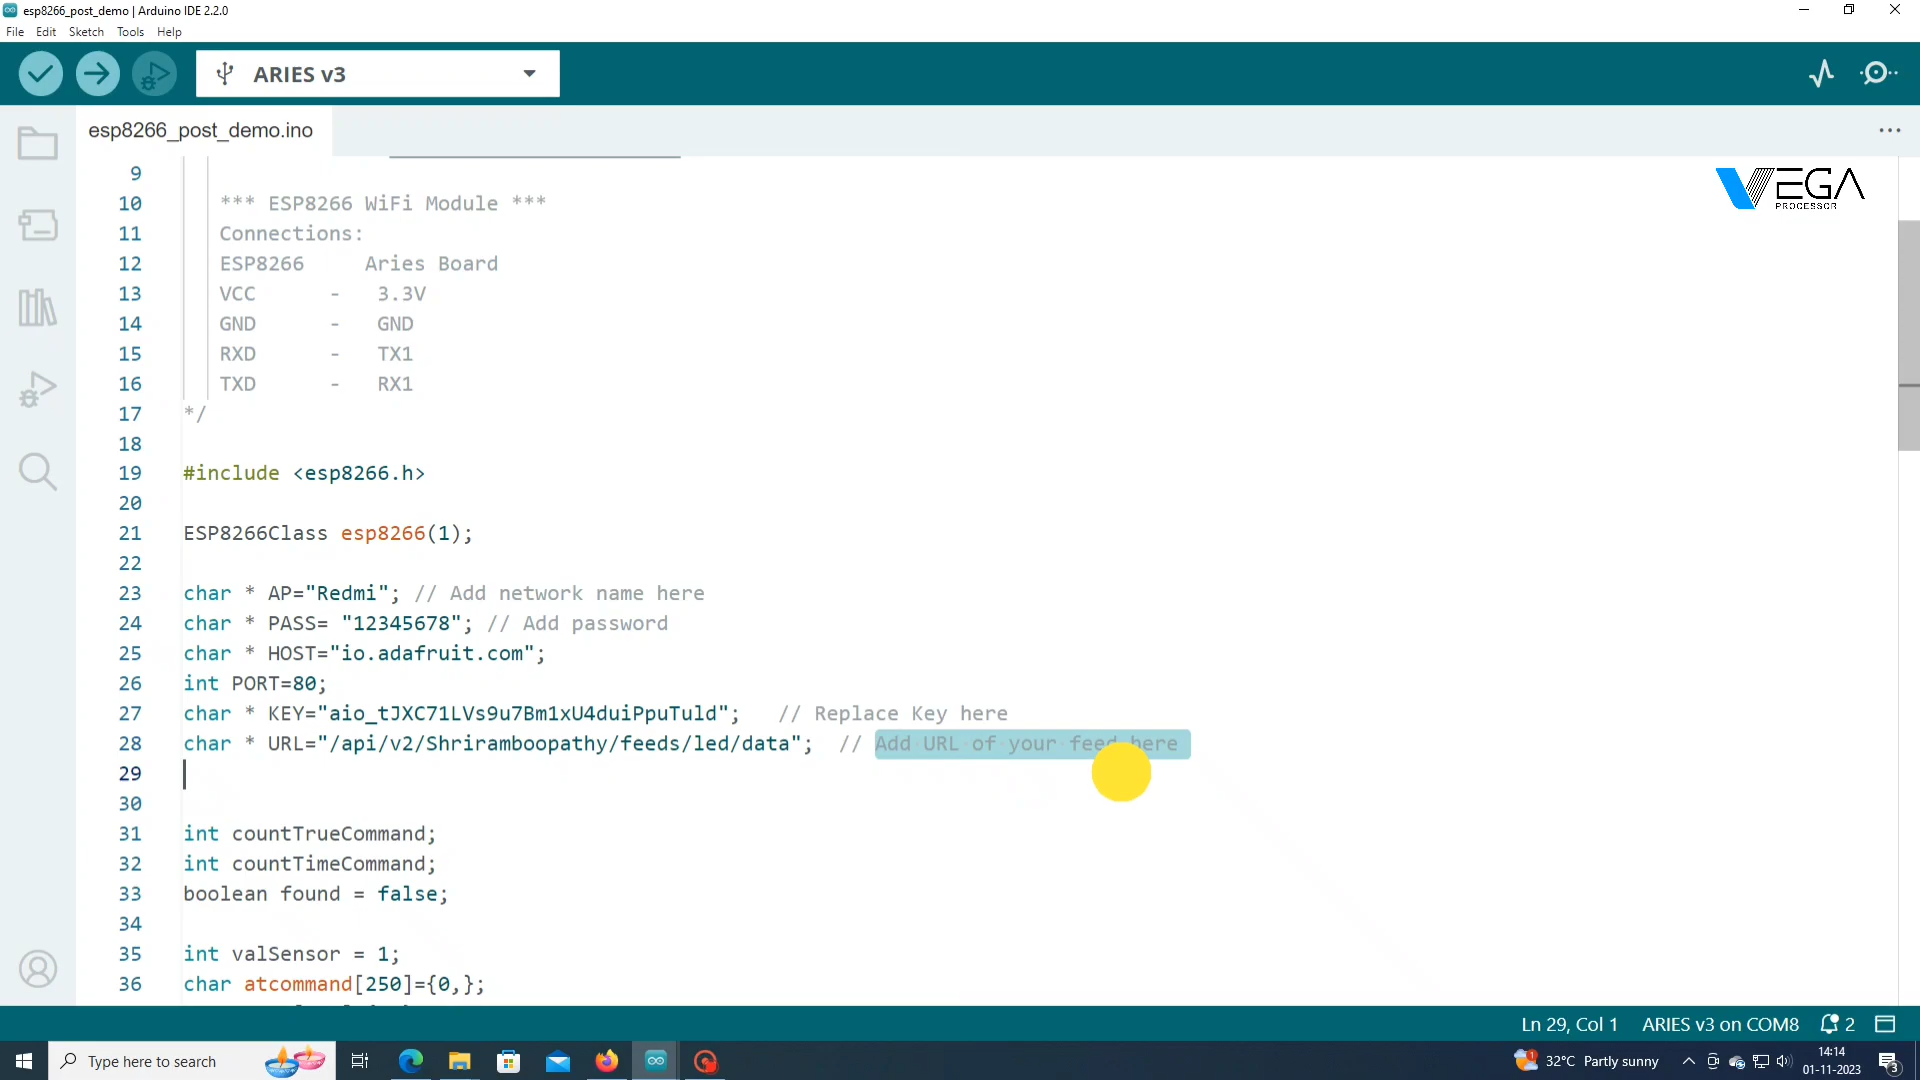 esp8266_post_demo | Arduino IDE 2.2.0
File Edit Sketch Tools Help
ARIES v3
esp8266_post_demo.ino
VEGA
PROCESSOR
9
10 *** ESP8266 WiFi Module ***
11 Connections:
12 ESP8266 Aries Board
13 VCC - 3.3V
14 GND - GND
15 RXD - TX1
16 TXD - RX1
17 */
18
19 #include <esp8266.h>
20
21 ESP8266Class esp8266(1);
22
23 char * AP="Redmi"; // Add network name here
24 char * PASS= "12345678"; // Add password
25 char * HOST="io.adafruit.com";
26 int PORT=80;
27 char * KEY="aio_tJXC71LVs9u7Bm1xU4duiPpuTuld"; // Replace Key here
28 char * URL="/api/v2/Shriramboopathy/feeds/led/data"; // Add URL of your feed here
29
30
31 int countTrueCommand;
32 int countTimeCommand;
33 boolean found = false;
34
35 int valSensor = 1;
36 char atcommand[250]={0,};
Ln 29, Col 1 ARIES v3 on COM8 2
Type here to search
32°C Partly sunny
14:14
01-11-2023
3